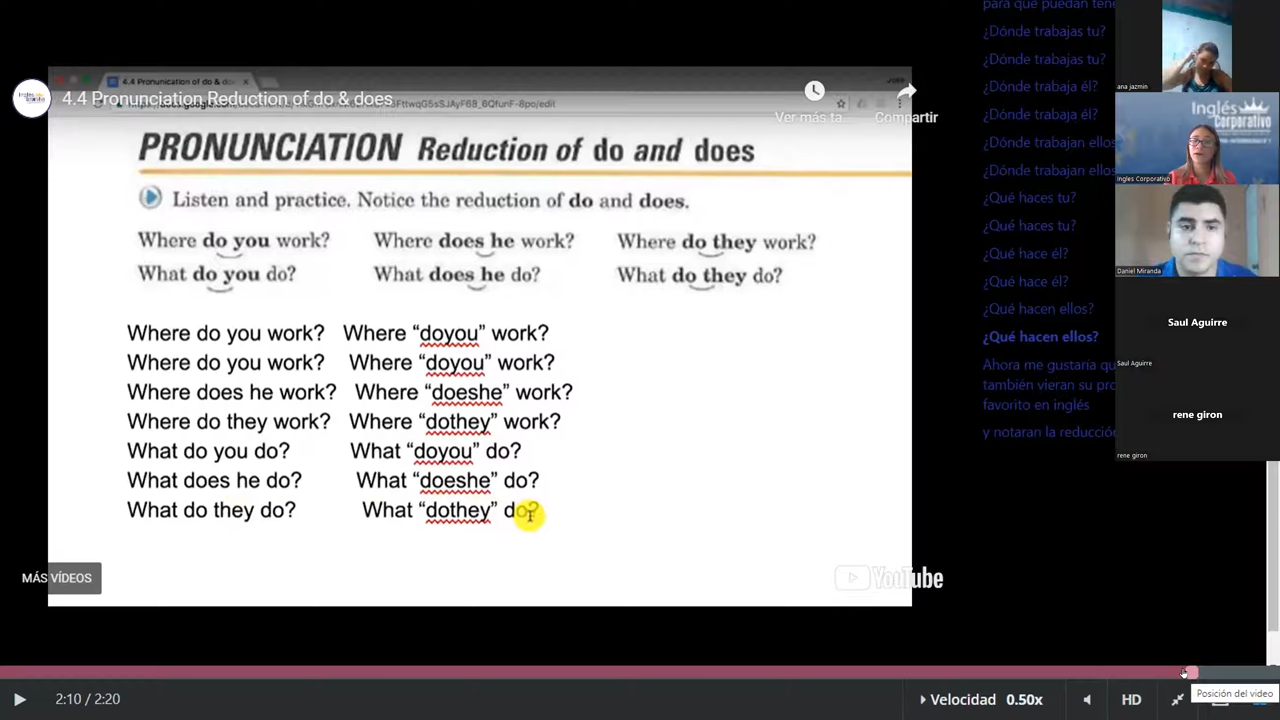 4.4 Pronunciation Reduction of do & does
Ver más ta
Compartir
PRONUNCIATION Reduction of do and does
Listen and practice. Notice the reduction of do and does.
Where do you work? Where does he work? Where do they work?
What do you do? What does he do? What do they do?
Where do you work? Where “doyou” work?
Where do you work? Where “doyou” work?
Where does he work? Where “doeshe” work?
Where do they work? Where “dothey” work?
What do you do? What “doyou” do?
What does he do? What “doeshe” do?
What do they do? What “dothey” do?
MÁS VÍDEOS
YouTube
para que puedan tene
¿Dónde trabajas tu?
¿Dónde trabajas tu?
¿Dónde trabaja él?
¿Dónde trabaja él?
¿Dónde trabajan ellos
¿Dónde trabajan ellos
¿Qué haces tu?
¿Qué haces tu?
¿Qué hace él?
¿Qué hace él?
¿Qué hacen ellos?
¿Qué hacen ellos?
Ahora me gustaría qu
también vieran su pro
favorito en inglés
y notaran la reducció
ana jazmin
Inglés
Corporativo
Ingles Corporativo
Daniel Miranda
Saul Aguirre
Saul Aguirre
rene giron
rene giron
2:10 / 2:20
Velocidad 0.50x
HD
Posición del video